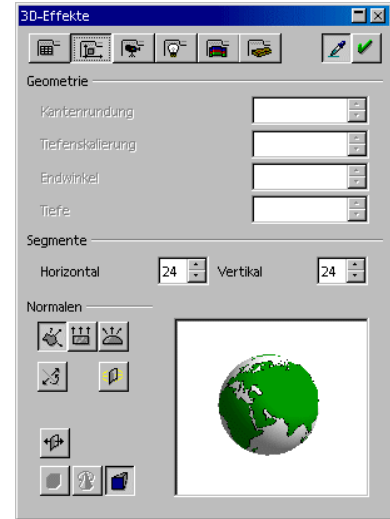 3D-Effekte
Geometrie
Kantenrundung
Tiefenskalierung
Endwinkel
Tiefe
Segmente
Horizontal 24 Vertikal 24
Normalen